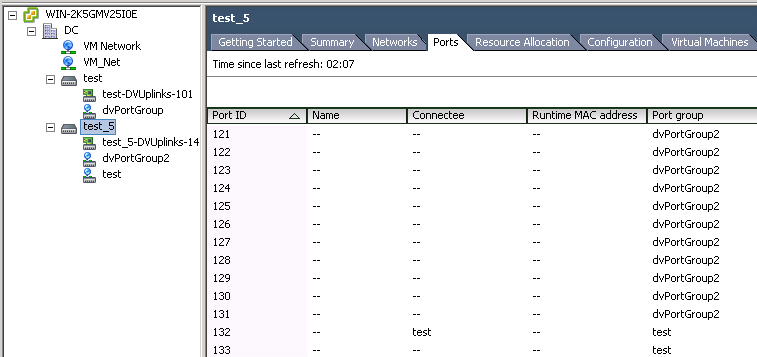 WIN-2K5GMV25I0E
DC
VM Network
VM_Net
test
test-DVUplinks-101
dvPortGroup
test_5
test_5-DVUplinks-14
dvPortGroup2
test
test_5
Getting Started Summary Networks Ports Resource Allocation Configuration Virtual Machines
Time since last refresh: 02:07
Port ID Name Connectee Runtime MAC address Port group
121 -- -- -- dvPortGroup2
122 -- -- -- dvPortGroup2
123 -- -- -- dvPortGroup2
124 -- -- -- dvPortGroup2
125 -- -- -- dvPortGroup2
126 -- -- -- dvPortGroup2
127 -- -- -- dvPortGroup2
128 -- -- -- dvPortGroup2
129 -- -- -- dvPortGroup2
130 -- -- -- dvPortGroup2
131 -- -- -- dvPortGroup2
132 -- test -- test
133 -- -- -- test